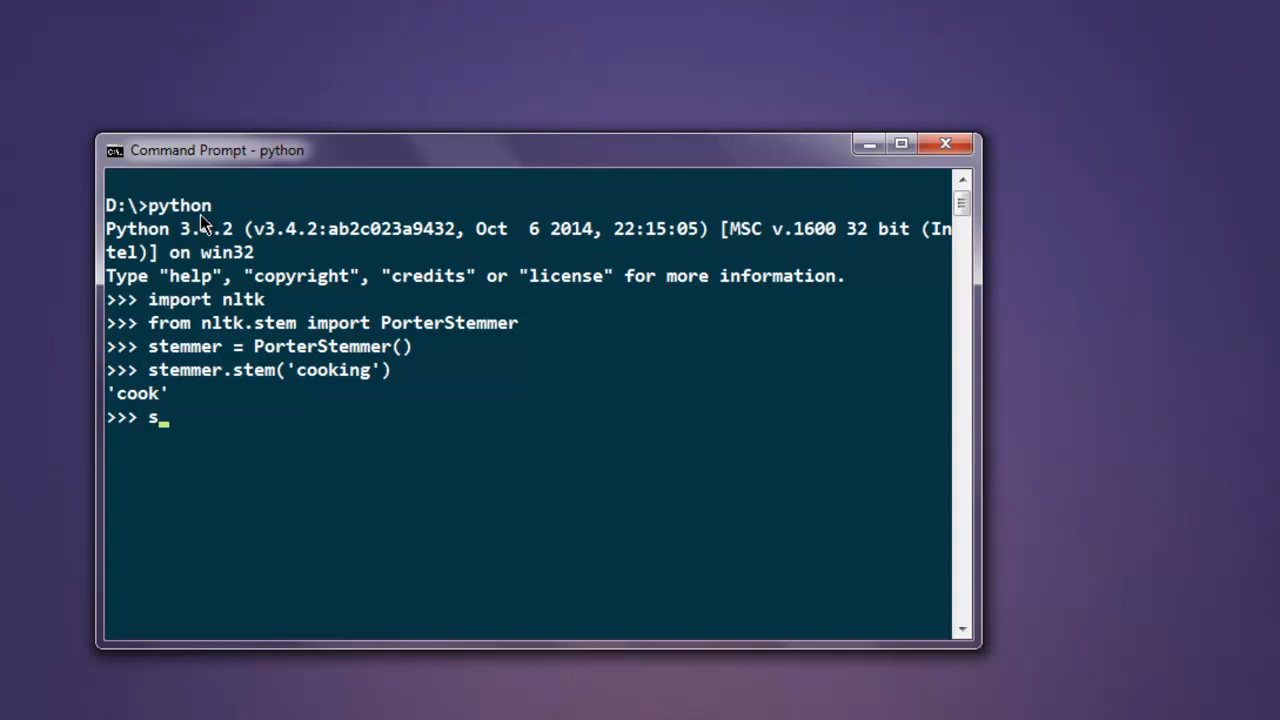 Command Prompt - python
D:\>python
Python 3.4.2 (v3.4.2:ab2c023a9432, Oct  6 2014, 22:15:05) [MSC v.1600 32 bit (In
tel)] on win32
Type "help", "copyright", "credits" or "license" for more information.
>>> import nltk
>>> from nltk.stem import PorterStemmer
>>> stemmer = PorterStemmer()
>>> stemmer.stem('cooking')
'cook'
>>> s_